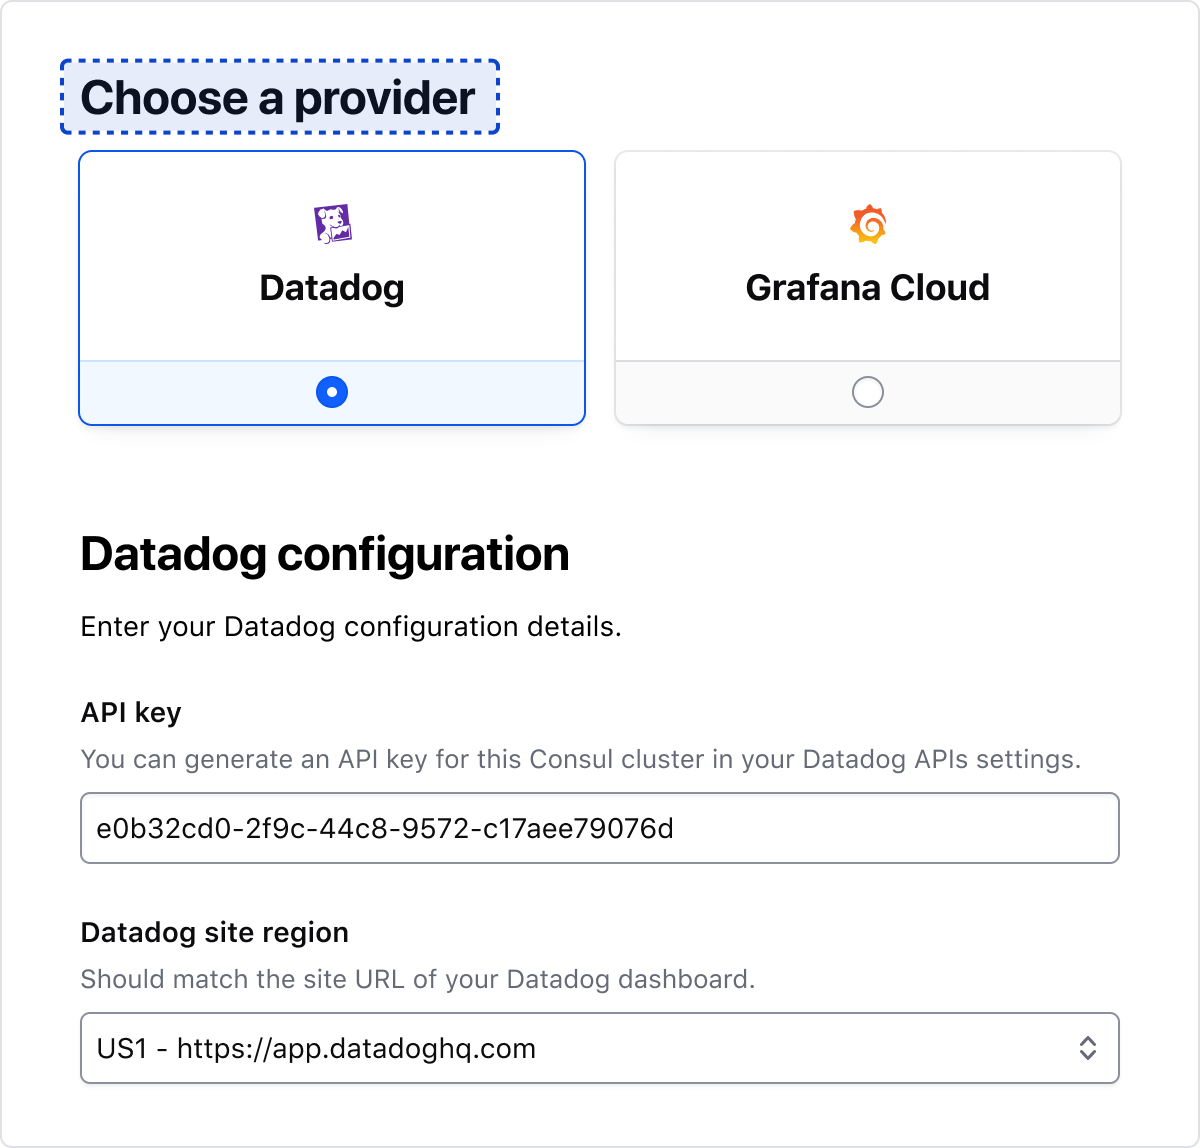 Choose a provider
Datadog
Grafana Cloud
Datadog configuration
Enter your Datadog configuration details.
API key
You can generate an API key for this Consul cluster in your Datadog APIs settings.
e0b32cd0-2f9c-44c8-9572-c17aee79076d
Datadog site region
Should match the site URL of your Datadog dashboard.
US1 - https://app.datadoghq.com